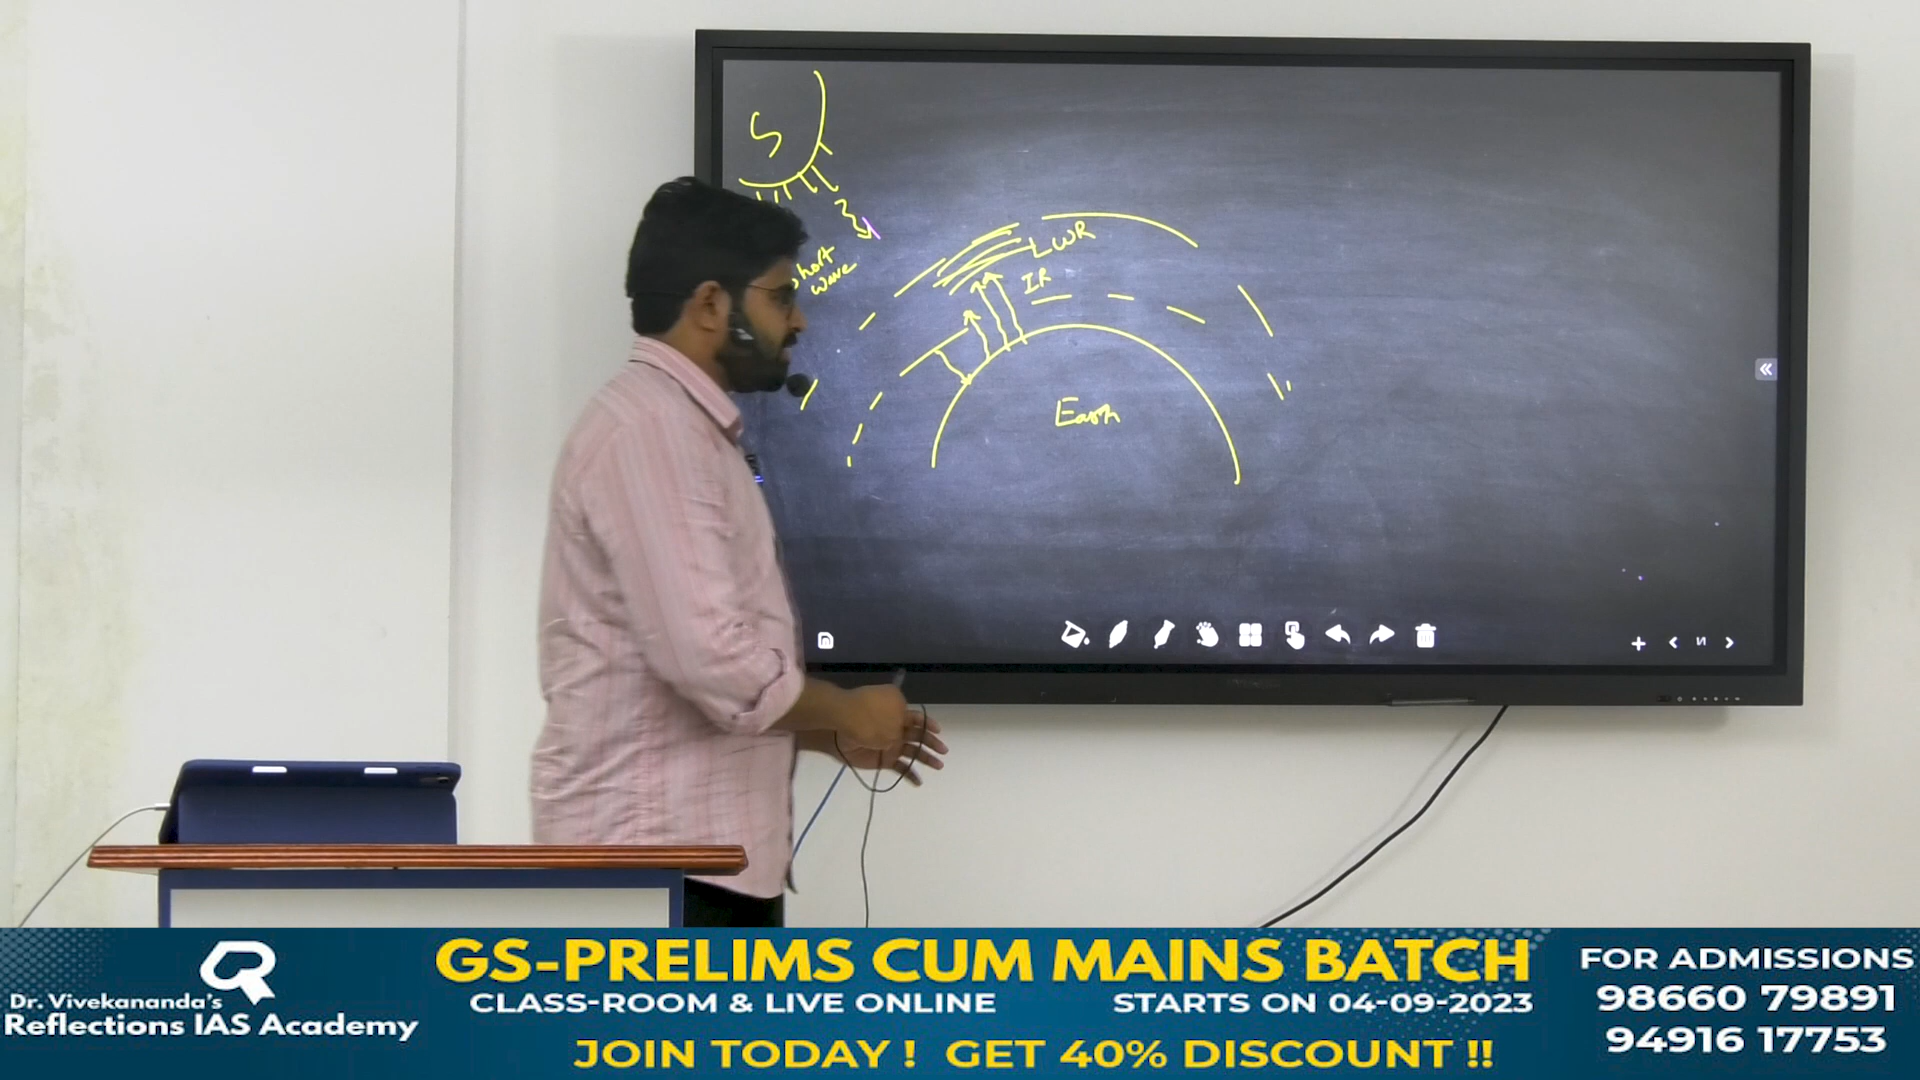 S
short
wave
LWR
IR
Earth
GS-PRELIMS CUM MAINS BATCH
CLASS-ROOM & LIVE ONLINE STARTS ON 04-09-2023
JOIN TODAY ! GET 40% DISCOUNT !!
Dr. Vivekananda's
Reflections IAS Academy
FOR ADMISSIONS
98660 79891
94916 17753